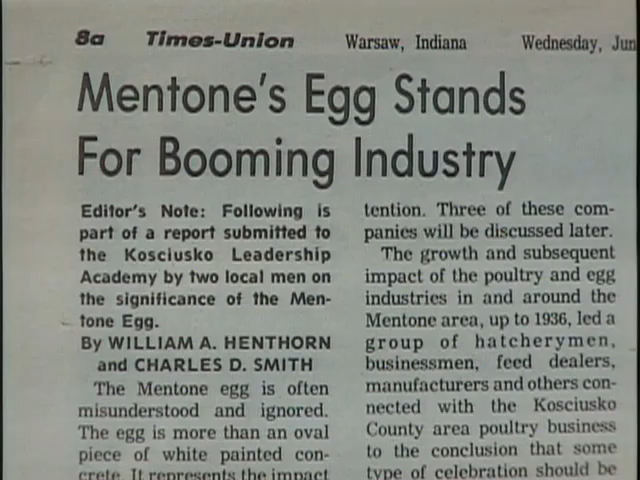 8a Times-Union Warsaw, Indiana Wednesday, Jun
Mentone's Egg Stands
For Booming Industry
Editor's Note: Following is
part of a report submitted to
the Kosciusko Leadership
Academy by two local men on
the significance of the Men-
tone Egg.
By WILLIAM A. HENTHORN
and CHARLES D. SMITH
The Mentone egg is often
misunderstood and ignored.
The egg is more than an oval
piece of white painted con-
crete. It represents the impact
tention. Three of these com-
panies will be discussed later.
The growth and subsequent
impact of the poultry and egg
industries in and around the
Mentone area, up to 1936, led a
group of hatcherymen,
businessmen, feed dealers,
manufacturers and others con-
nected with the Kosciusko
County area poultry business
to the conclusion that some
type of celebration should be